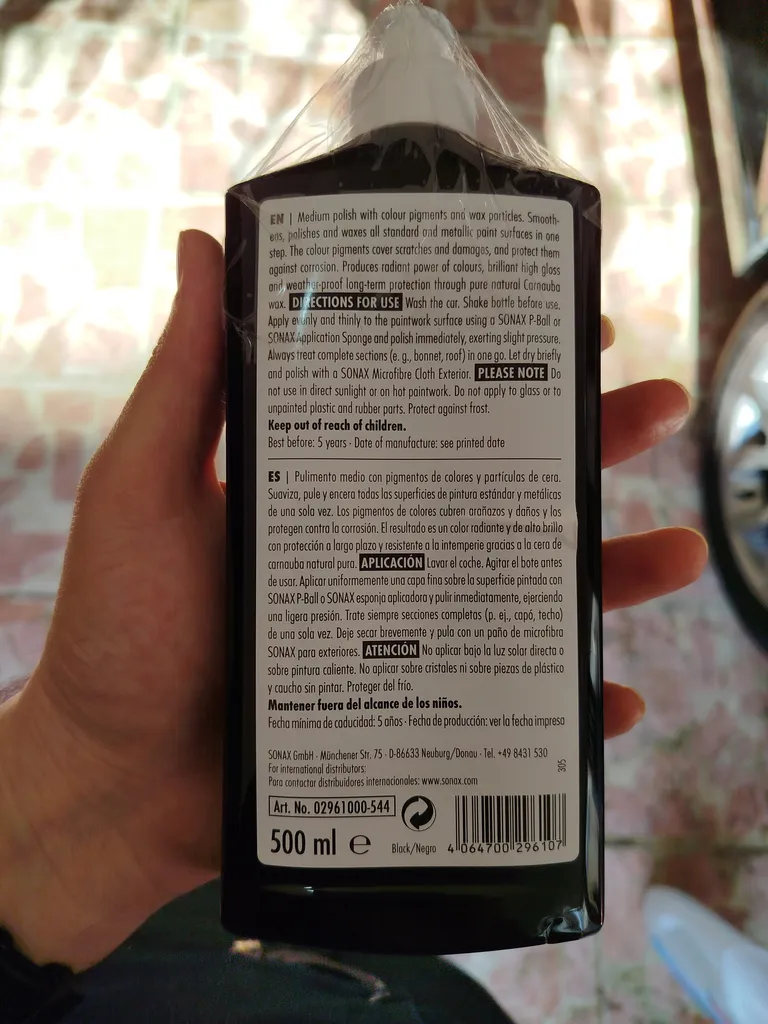 EN | Medium polish with colour pigments and wax particles. Smooth-
ens, polishes and waxes all standard and metallic paint surfaces in one
step. The colour pigments cover scratches and damages, and protect them
against corrosion. Produces radiant power of colours, brilliant high gloss
and weather-proof long-term protection through pure natural Carnauba
wax. DIRECTIONS FOR USE Wash the car. Shake bottle before use.
Apply evenly and thinly to the paintwork surface using a SONAX P-Ball or
SONAX Application Sponge and polish immediately, exerting slight pressure.
Always treat complete sections (e. g., bonnet, roof) in one go. Let dry briefly
and polish with a SONAX Microfibre Cloth Exterior. PLEASE NOTE Do
not use in direct sunlight or on hot paintwork. Do not apply to glass or to
unpainted plastic and rubber parts. Protect against frost.
Keep out of reach of children.
Best before: 5 years · Date of manufacture: see printed date
ES | Pulimento medio con pigmentos de colores y partículas de cera.
Suaviza, pule y encera todas las superficies de pintura estándar y metálicas
de una sola vez. Los pigmentos de colores cubren arañazos y daños y los
protegen contra la corrosión. El resultado es un color radiante y de alto brillo
con protección a largo plazo y resistente a la intemperie gracias a la cera de
carnauba natural pura. APLICACIÓN Lavar el coche. Agitar el bote antes
de usar. Aplicar uniformemente una capa fina sobre la superficie pintada con
SONAX P-Ball o SONAX esponja aplicadora y pulir inmediatamente, ejerciendo
una ligera presión. Trate siempre secciones completas (p. ej., capó, techo)
de una sola vez. Deje secar brevemente y pula con un paño de microfibra
SONAX para exteriores. ATENCIÓN No aplicar bajo la luz solar directa o
sobre pintura caliente. No aplicar sobre cristales ni sobre piezas de plástico
y caucho sin pintar. Proteger del frío.
Mantener fuera del alcance de los niños.
Fecha mínima de caducidad: 5 años · Fecha de producción: ver la fecha impresa
SONAX GmbH · Münchener Str. 75 · D-86633 Neuburg/Donau · Tel. +49 8431 530
For international distributors:
Para contactar distribuidores internacionales: www.sonax.com
305
Art. No. 02961000-544
500 ml e
Black/Negro
4 064700 296107